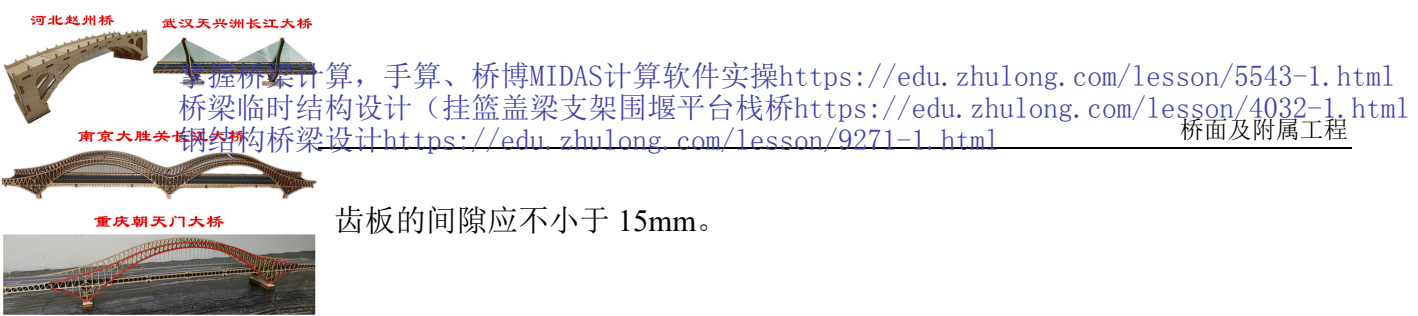 河北赵州桥
武汉天兴洲长江大桥
掌握桥梁计算，手算、桥博MIDAS计算软件实操https://edu.zhulong.com/lesson/5543-1.html
桥梁临时结构设计（挂篮盖梁支架围堰平台栈桥https://edu.zhulong.com/lesson/4032-1.html
钢结构桥梁设计https://edu.zhulong.com/lesson/9271-1.html
南京大胜关长江大桥
桥面及附属工程
齿板的间隙应不小于 15mm。
重庆朝天门大桥